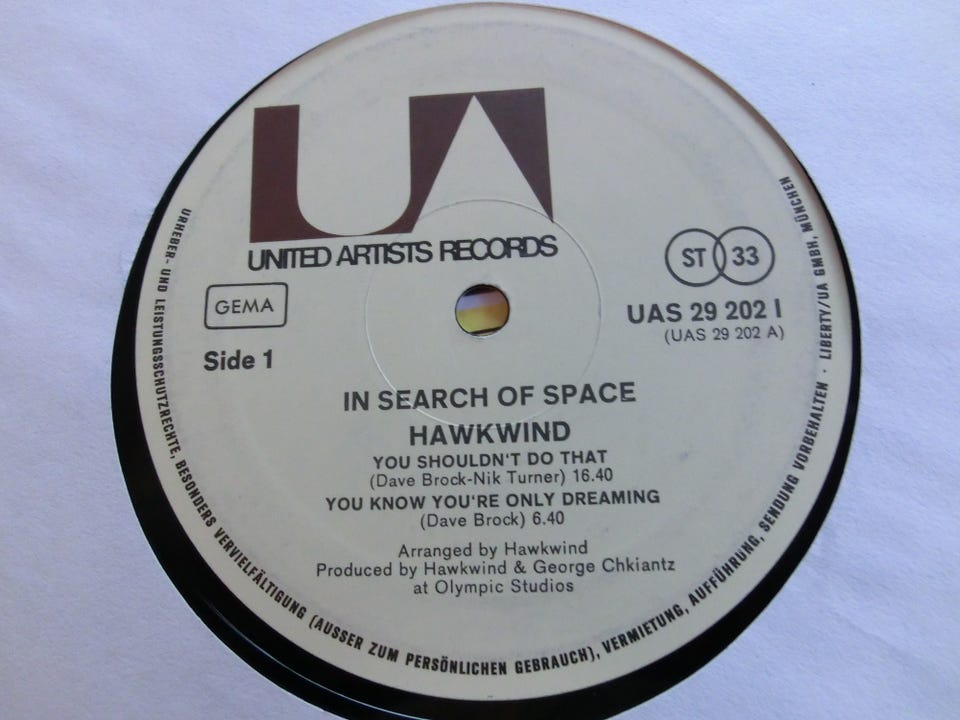 UA
UNITED ARTISTS RECORDS
GEMA
ST 33
UAS 29 202 I
(UAS 29 202 A)
Side 1
IN SEARCH OF SPACE
HAWKWIND
YOU SHOULDN'T DO THAT
(Dave Brock-Nik Turner) 16.40
YOU KNOW YOU'RE ONLY DREAMING
(Dave Brock) 6.40
Arranged by Hawkwind
Produced by Hawkwind & George Chkiantz
at Olympic Studios
URHEBER- UND LEISTUNGSSCHUTZRECHTE, BESONDERS VERVIELFÄLTIGUNG (AUSSER ZUM PERSÖNLICHEN GEBRAUCH), VERMIETUNG, AUFFÜHRUNG, SENDUNG VORBEHALTEN · LIBERTY/UA GMBH, MÜNCHEN